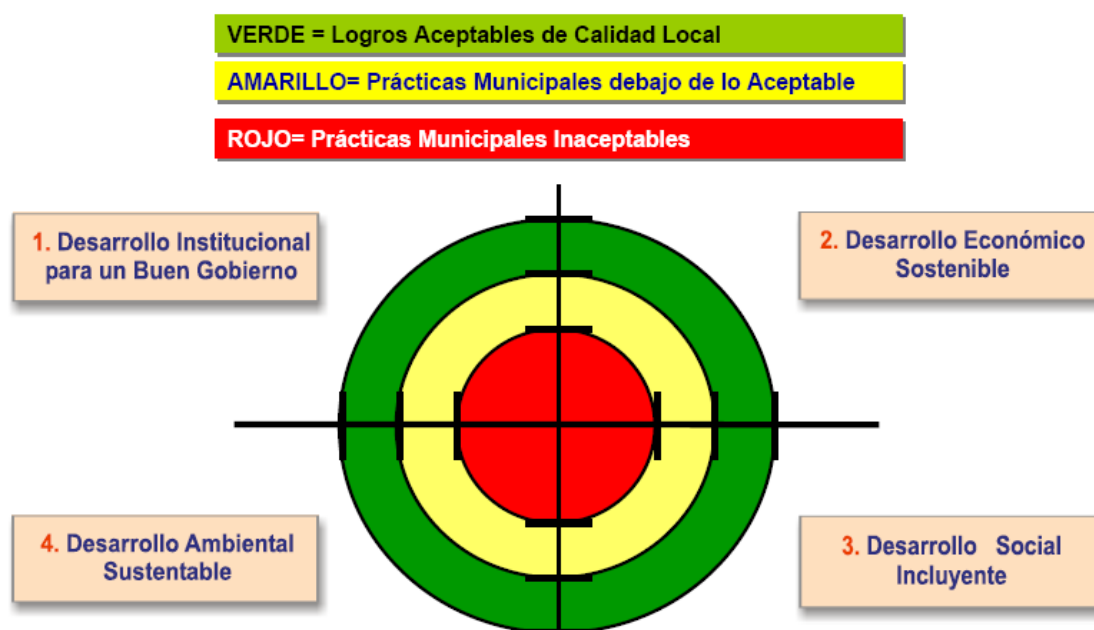 VERDE = Logros Aceptables de Calidad Local
AMARILLO= Prácticas Municipales debajo de lo Aceptable
ROJO= Prácticas Municipales Inaceptables
1. Desarrollo Institucional
para un Buen Gobierno
2. Desarrollo Económico
Sostenible
4. Desarrollo Ambiental
Sustentable
3. Desarrollo Social
Incluyente